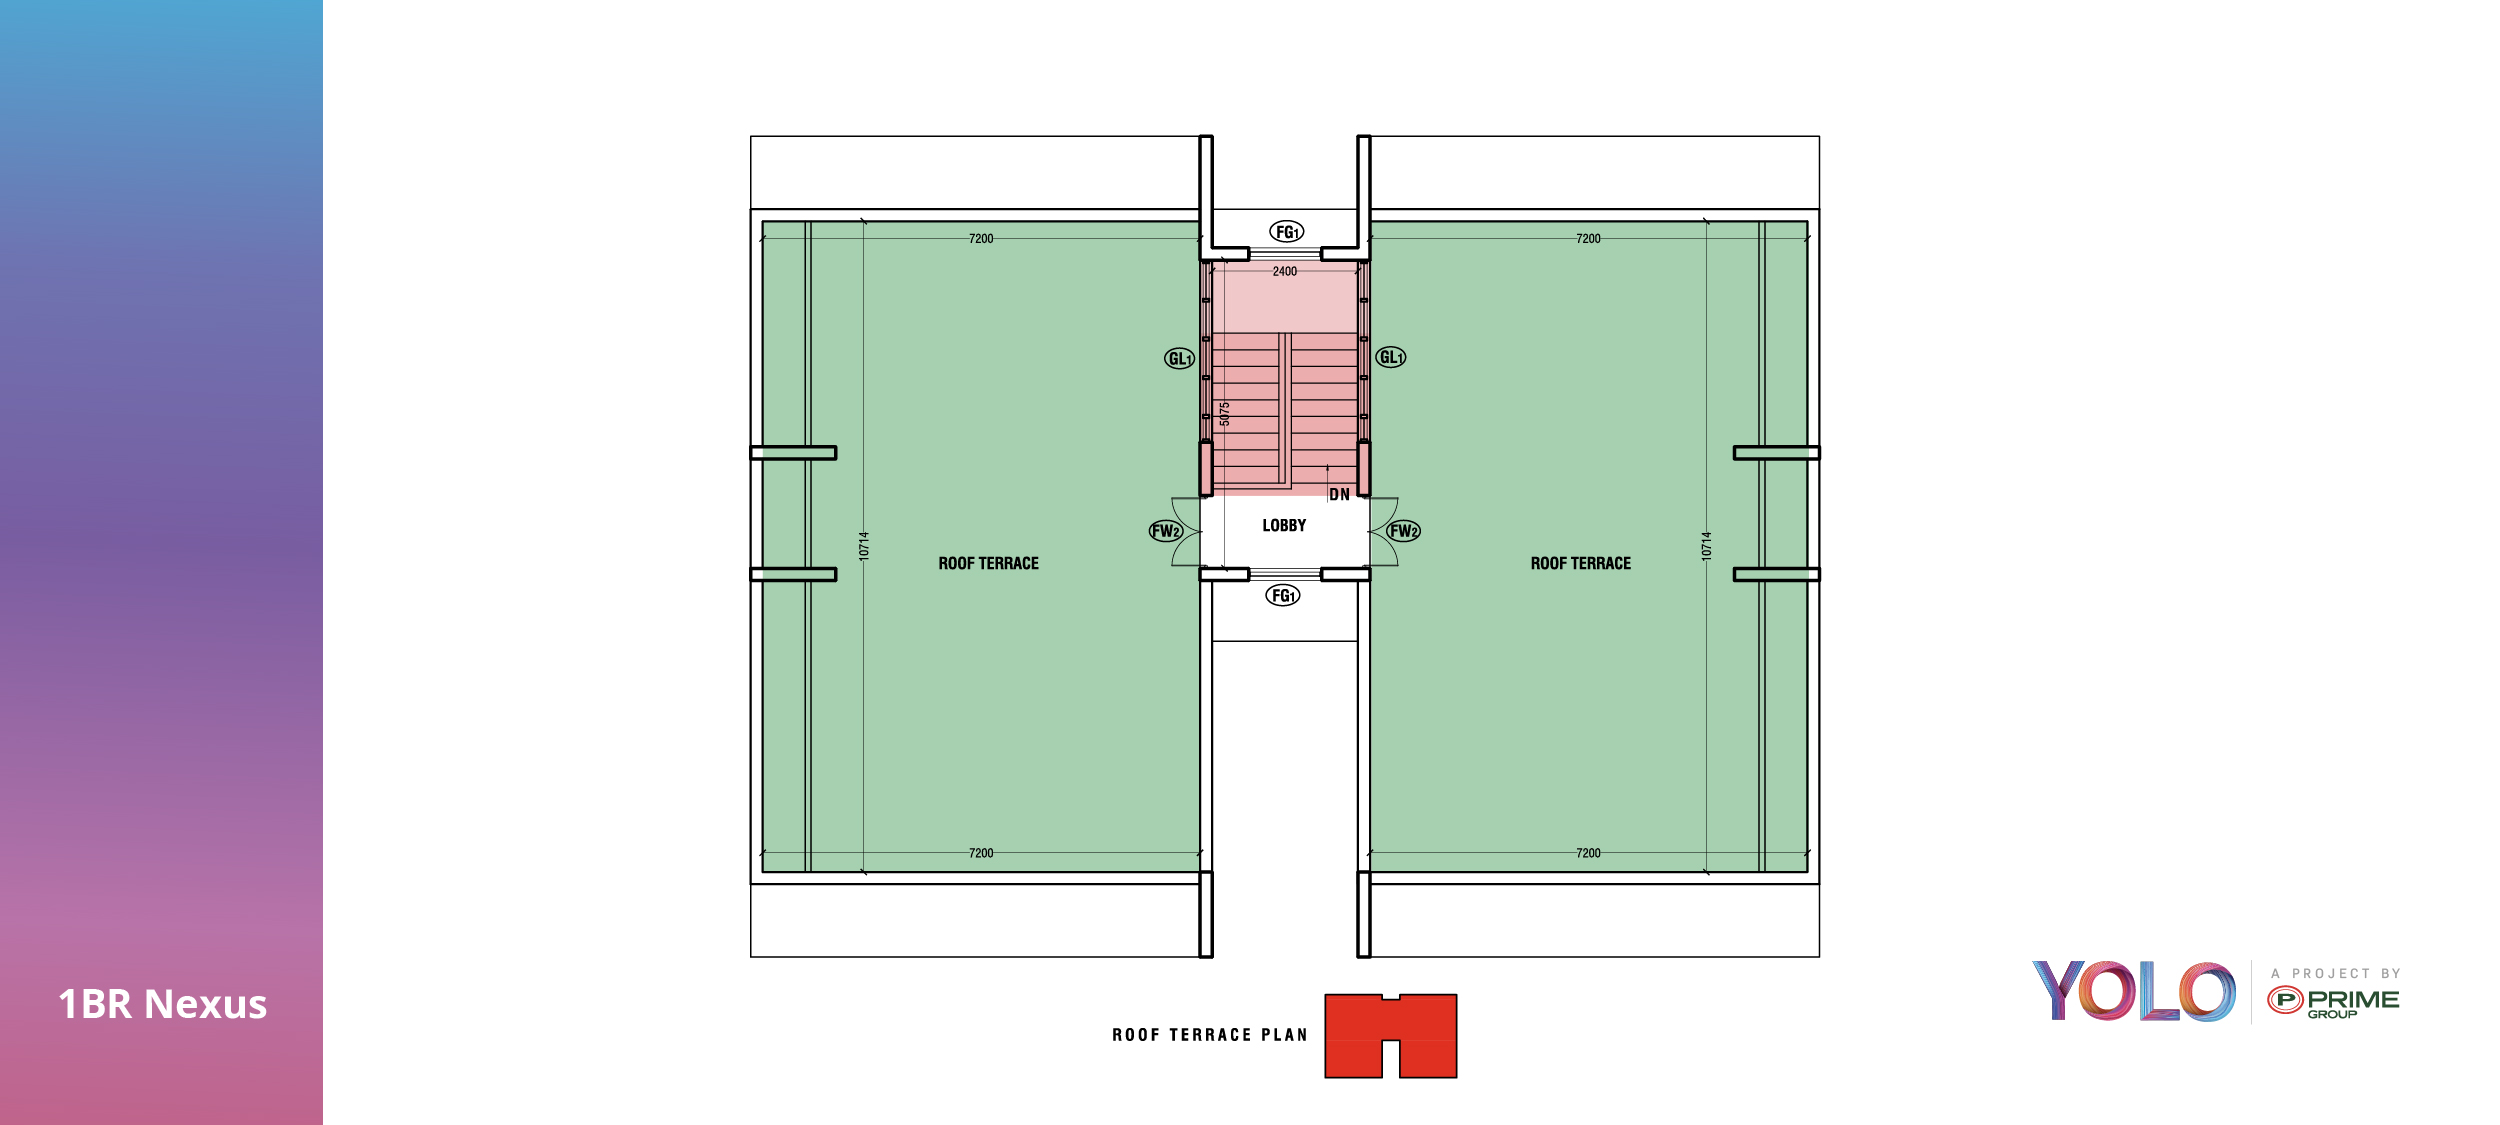 FG1
7200
7200
2400
GL1
GL1
5075
DN
LOBBY
FW2
FW2
10714
10714
ROOF TERRACE
ROOF TERRACE
FG1
7200
7200
1BR Nexus
ROOF TERRACE PLAN
YOLO
A PROJECT BY
P PRIME
GROUP